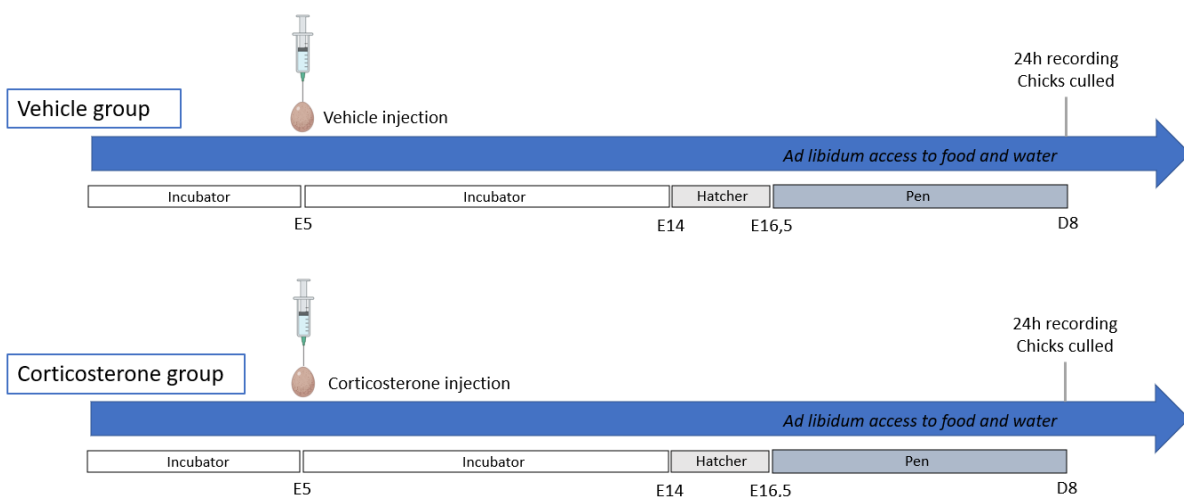 24h recording
Chicks culled
Vehicle group
Vehicle injection
Ad libidum access to food and water
Incubator
Incubator
Hatcher
Pen
E5
E14
E16,5
D8
24h recording
Chicks culled
Corticosterone group
Corticosterone injection
Ad libidum access to food and water
Incubator
Incubator
Hatcher
Pen
E5
E14
E16,5
D8